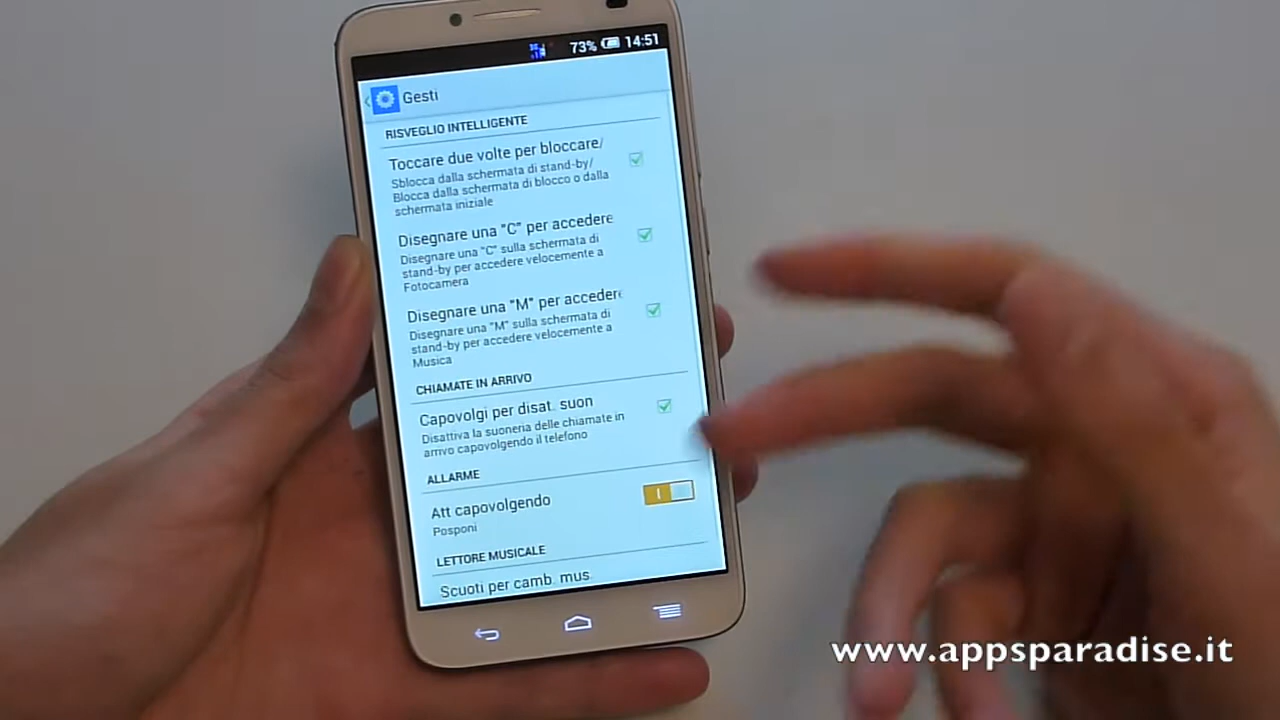 73% 14:51
Gesti
RISVEGLIO INTELLIGENTE
Toccare due volte per bloccare/
Sblocca dalla schermata di stand-by/
Blocca dalla schermata di blocco o dalla
schermata iniziale
Disegnare una "C" per accedere
Disegnare una "C" sulla schermata di
stand-by per accedere velocemente a
Fotocamera
Disegnare una "M" per accedere
Disegnare una "M" sulla schermata di
stand-by per accedere velocemente a
Musica
CHIAMATE IN ARRIVO
Capovolgi per disat. suon
Disattiva la suoneria delle chiamate in
arrivo capovolgendo il telefono
ALLARME
Att capovolgendo
Posponi
LETTORE MUSICALE
Scuoti per camb. mus.
www.appsparadise.it